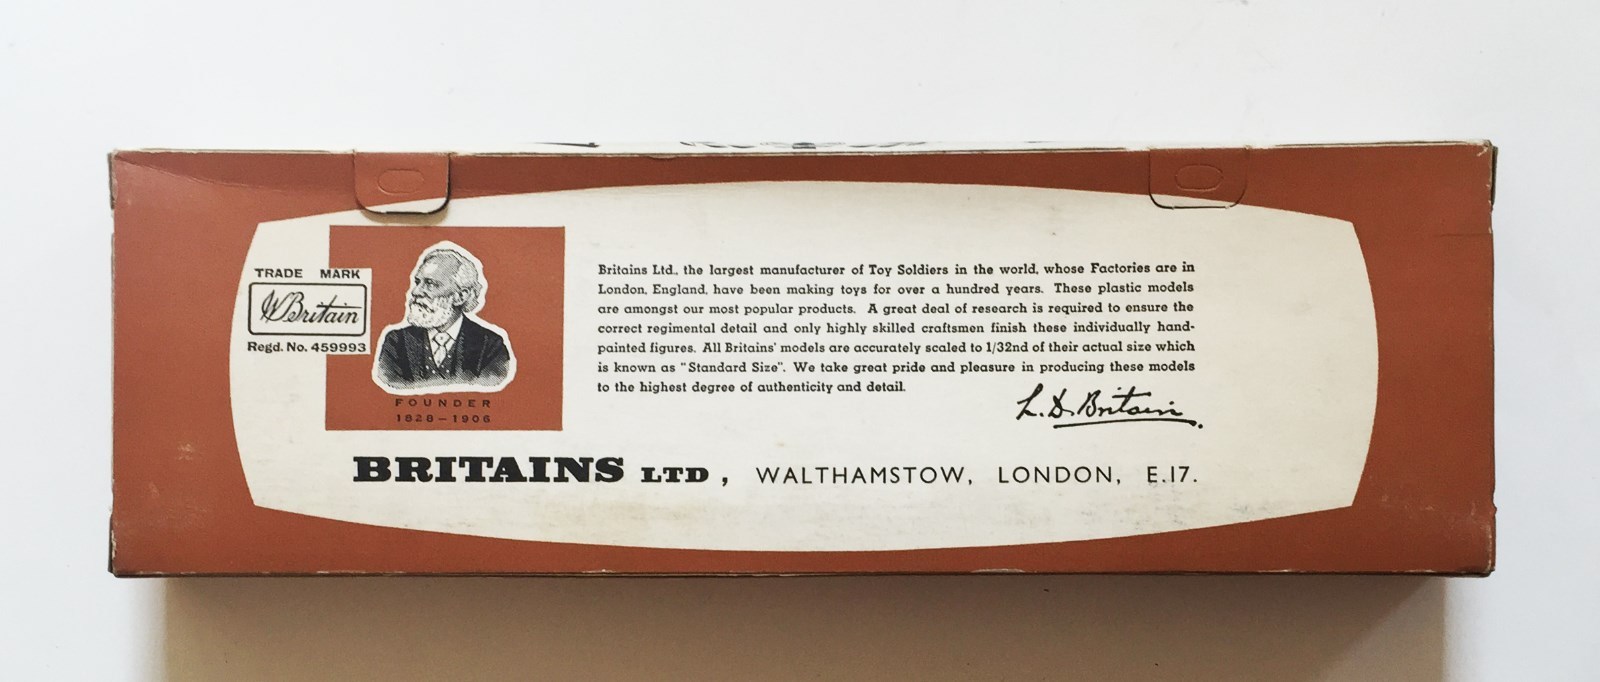 TRADE MARK
WBritain
Regd. No. 459993
FOUNDER
1828-1906
Britains Ltd., the largest manufacturer of Toy Soldiers in the world, whose Factories are in
London, England, have been making toys for over a hundred years. These plastic models
are amongst our most popular products. A great deal of research is required to ensure the
correct regimental detail and only highly skilled craftsmen finish these individually hand-
painted figures. All Britains' models are accurately scaled to 1/32nd of their actual size which
is known as "Standard Size". We take great pride and pleasure in producing these models
to the highest degree of authenticity and detail.
L. D. Britain.
BRITAINS LTD, WALTHAMSTOW, LONDON, E.17.